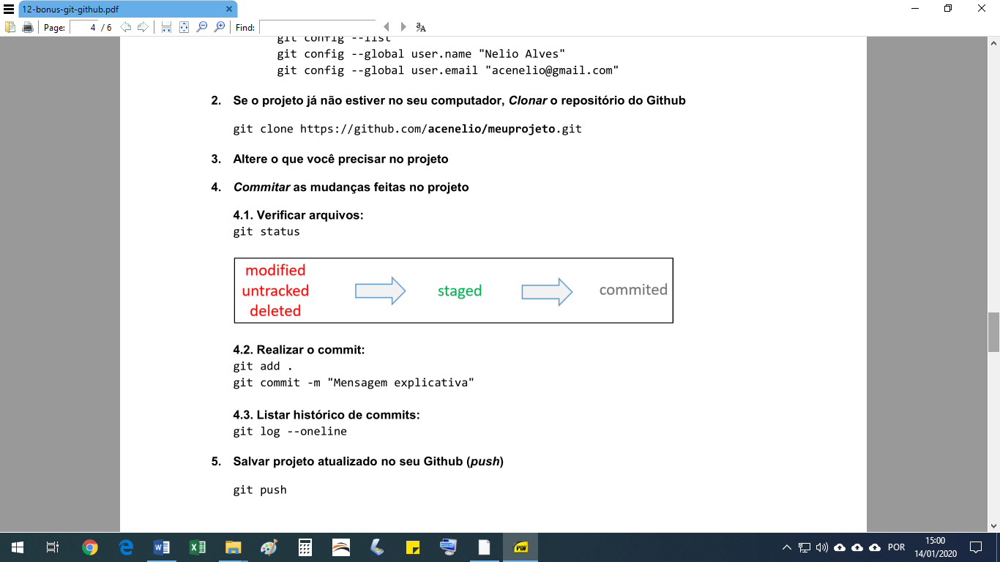 12-bonus-git-github.pdf
Page: 4 / 6 Find:
git config --list
git config --global user.name "Nelio Alves"
git config --global user.email "acenelio@gmail.com"
2. Se o projeto já não estiver no seu computador, Clonar o repositório do Github
git clone https://github.com/acenelio/meuprojeto.git
3. Altere o que você precisar no projeto
4. Commitar as mudanças feitas no projeto
4.1. Verificar arquivos:
git status
modified
untracked
deleted
staged
commited
4.2. Realizar o commit:
git add .
git commit -m "Mensagem explicativa"
4.3. Listar histórico de commits:
git log --oneline
5. Salvar projeto atualizado no seu Github (push)
git push
PDF
POR
15:00
14/01/2020